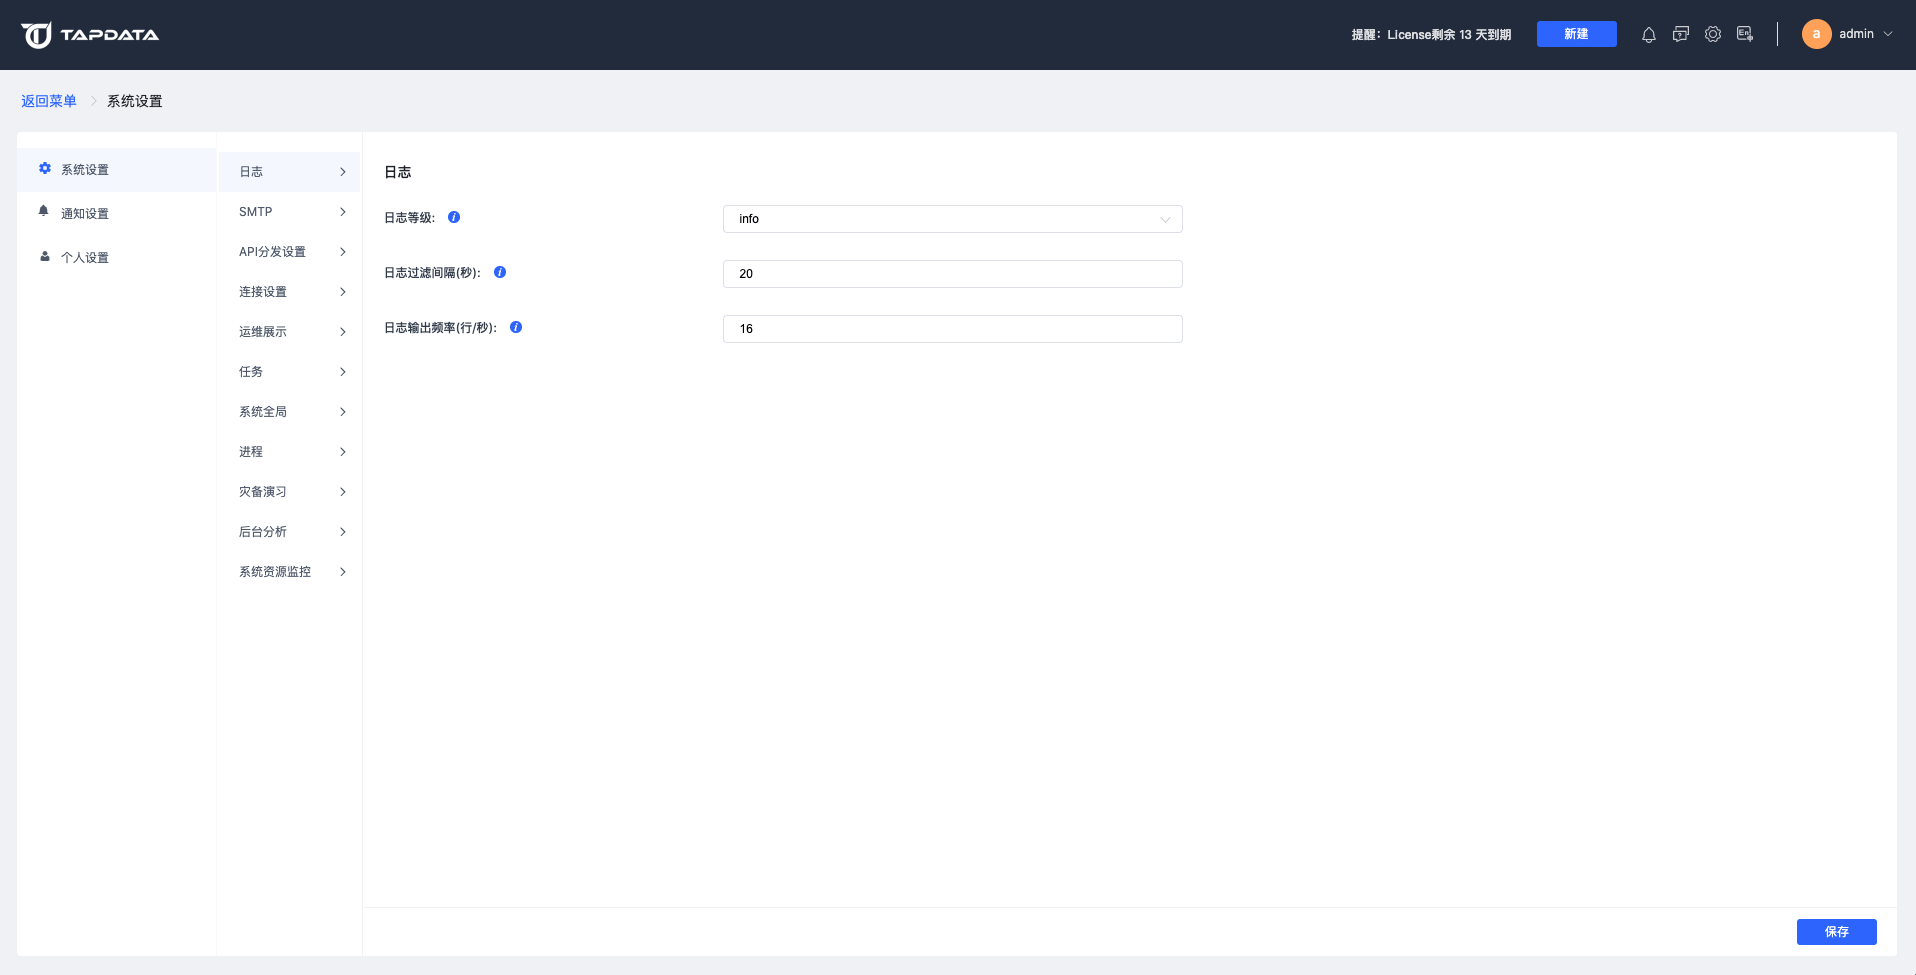 TAPDATA
提醒：License剩余 13 天到期
新建
En
a
admin
返回菜单
系统设置
系统设置
通知设置
个人设置
日志
SMTP
API分发设置
连接设置
运维展示
任务
系统全局
进程
灾备演习
后台分析
系统资源监控
日志
日志等级:
info
日志过滤间隔(秒):
20
日志输出频率(行/秒):
16
保存